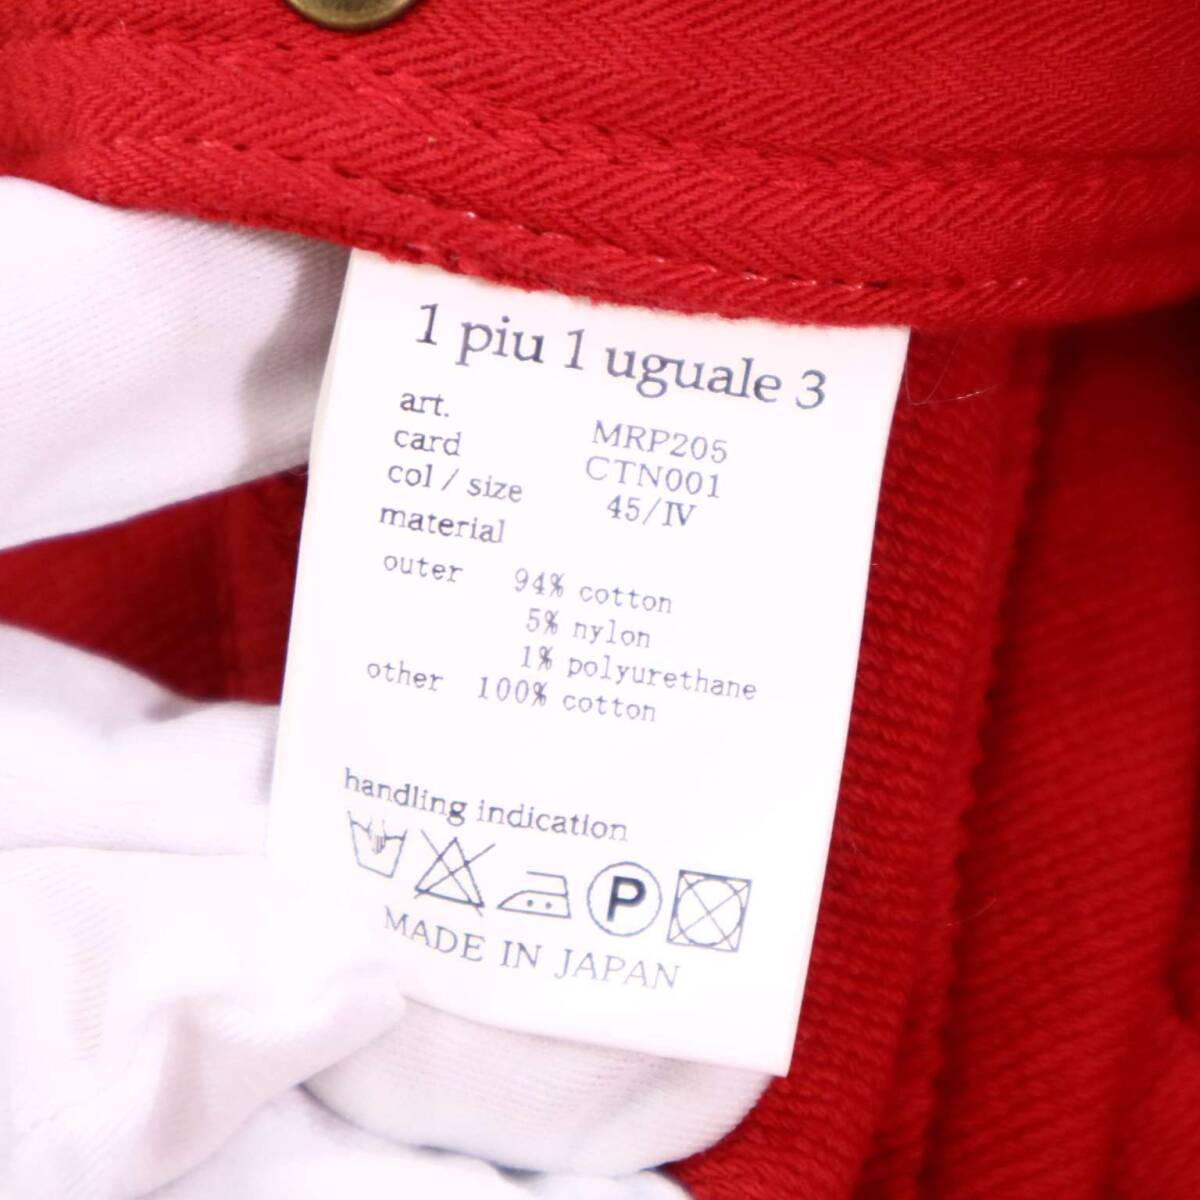 1 piu 1 uguale 3
art. MRP205
card CTN001
col / size 45/IV
material
outer 94% cotton
5% nylon
1% polyurethane
other 100% cotton
handling indication
P
MADE IN JAPAN